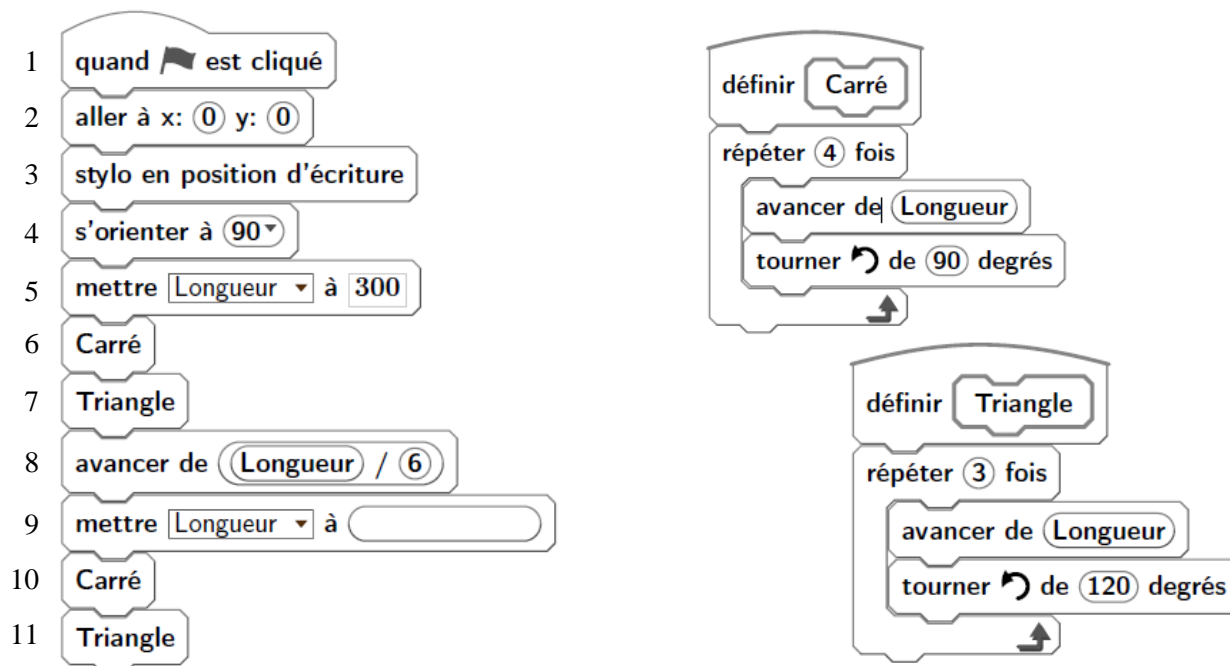 1 quand est cliqué
2 aller à x: 0 y: 0
3 stylo en position d'écriture
4 s'orienter à 90
5 mettre Longueur à 300
6 Carré
7 Triangle
8 avancer de Longueur / 6
9 mettre Longueur à
10 Carré
11 Triangle
définir Carré
répéter 4 fois
avancer de Longueur
tourner de 90 degrés
définir Triangle
répéter 3 fois
avancer de Longueur
tourner de 120 degrés